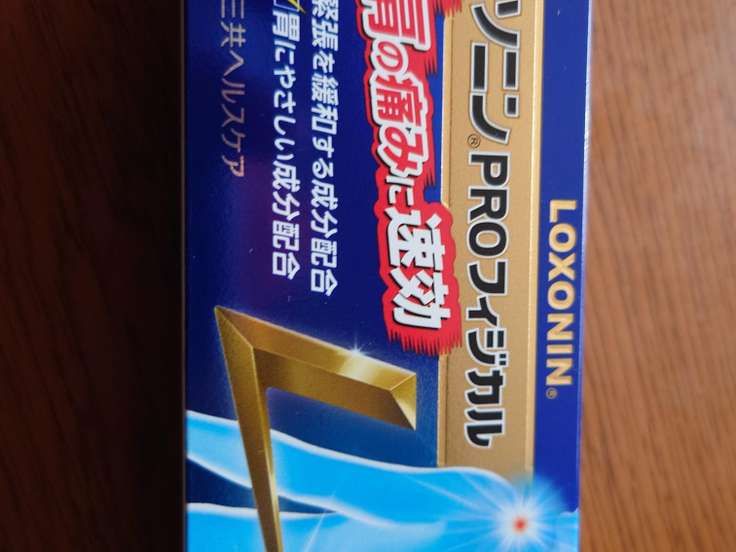 LOXONIN®
ソニン®PROフィジカル
肩の痛みに速効
緊張を緩和する成分配合
胃にやさしい成分配合
三共ヘルスケア